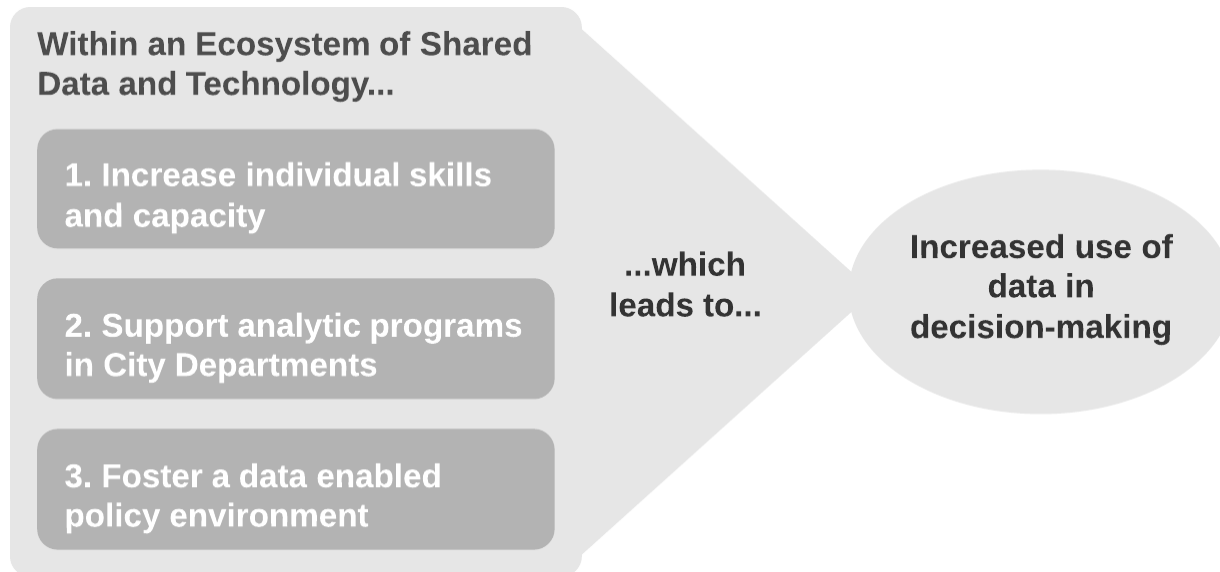 Within an Ecosystem of Shared
Data and Technology...
1. Increase individual skills
and capacity
2. Support analytic programs
in City Departments
3. Foster a data enabled
policy environment
...which
leads to...
Increased use of
data in
decision-making